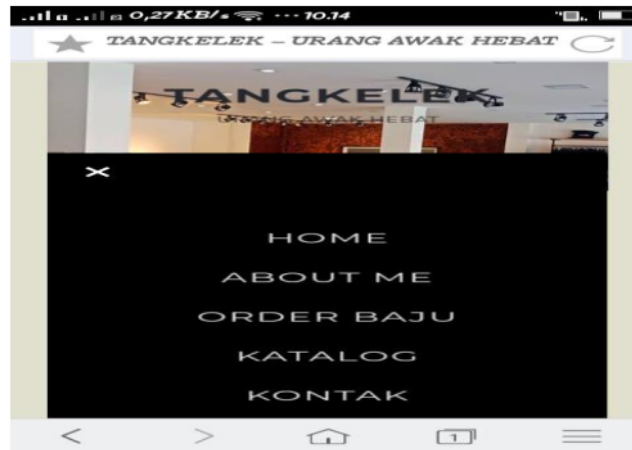 0,27KB/s ... 10.14
TANGKELEK – URANG AWAK HEBAT
TANGKELEK
URANG AWAK HEBAT
×
HOME
ABOUT ME
ORDER BAJU
KATALOG
KONTAK
1